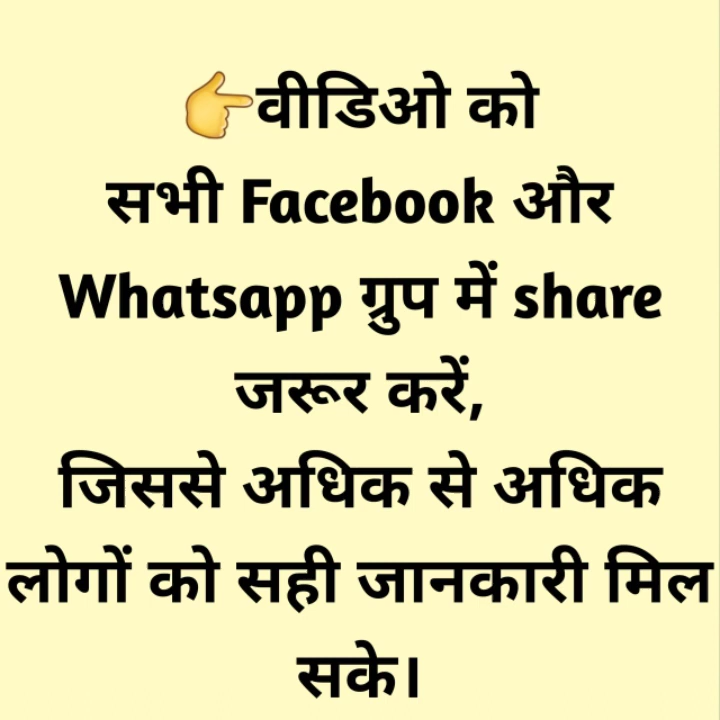 👉वीडिओ को
सभी Facebook और
Whatsapp ग्रुप में share
जरूर करें,
जिससे अधिक से अधिक
लोगों को सही जानकारी मिल
सके।